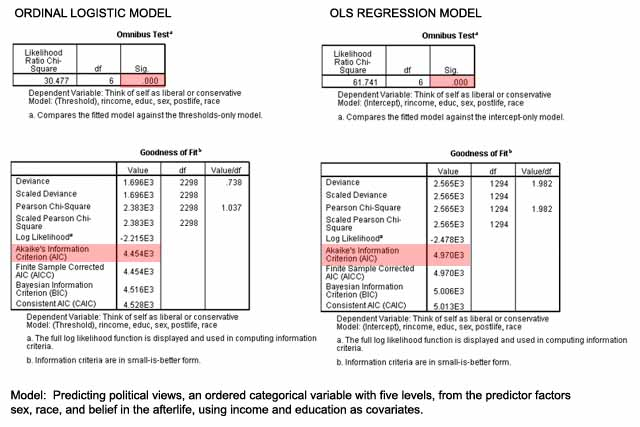 ORDINAL LOGISTIC MODEL
Omnibus Testᵃ
Likelihood
Ratio Chi-
Square df Sig.
30.477 6 .000
Dependent Variable: Think of self as liberal or conservative
Model: (Threshold), rincome, educ, sex, postlife, race
a. Compares the fitted model against the thresholds-only model.
Goodness of Fitᵇ
Value df Value/df
Deviance 1.696E3 2298 .738
Scaled Deviance 1.696E3 2298
Pearson Chi-Square 2.383E3 2298 1.037
Scaled Pearson Chi-
Square 2.383E3 2298
Log Likelihoodᵃ -2.215E3
Akaike's Information
Criterion (AIC) 4.454E3
Finite Sample Corrected
AIC (AICC) 4.454E3
Bayesian Information
Criterion (BIC) 4.516E3
Consistent AIC (CAIC) 4.528E3
Dependent Variable: Think of self as liberal or conservative
Model: (Threshold), rincome, educ, sex, postlife, race
a. The full log likelihood function is displayed and used in computing information
criteria.
b. Information criteria are in small-is-better form.
OLS REGRESSION MODEL
Omnibus Testᵃ
Likelihood
Ratio Chi-
Square df Sig.
61.741 6 .000
Dependent Variable: Think of self as liberal or conservative
Model: (Intercept), rincome, educ, sex, postlife, race
a. Compares the fitted model against the intercept-only model.
Goodness of Fitᵇ
Value df Value/df
Deviance 2.565E3 1294 1.982
Scaled Deviance 2.565E3 1294
Pearson Chi-Square 2.565E3 1294 1.982
Scaled Pearson Chi-
Square 2.565E3 1294
Log Likelihoodᵃ -2.478E3
Akaike's Information
Criterion (AIC) 4.970E3
Finite Sample Corrected
AIC (AICC) 4.970E3
Bayesian Information
Criterion (BIC) 5.006E3
Consistent AIC (CAIC) 5.013E3
Dependent Variable: Think of self as liberal or conservative
Model: (Intercept), rincome, educ, sex, postlife, race
a. The full log likelihood function is displayed and used in computing information
criteria.
b. Information criteria are in small-is-better form.
Model: Predicting political views, an ordered categorical variable with five levels, from the predictor factors
sex, race, and belief in the afterlife, using income and education as covariates.